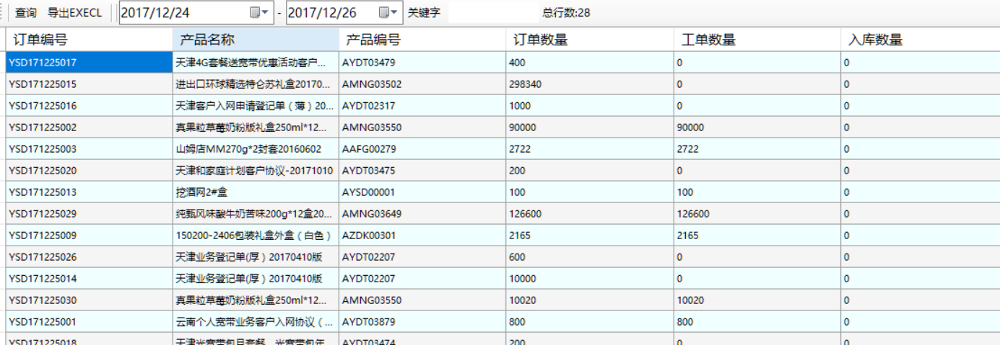 查询 导出EXECL 2017/12/24 - 2017/12/26 关键字 总行数:28
订单编号 产品名称 产品编号 订单数量 工单数量 入库数量
YSD171225017 天津4G套餐送宽带优惠活动客户... AYDT03479 400 0 0
YSD171225015 进出口环球精选特仑苏礼盒20170... AMNG03502 298340 0 0
YSD171225016 天津客户入网申请登记单（薄）20... AYDT02317 1000 0 0
YSD171225002 真果粒草莓奶粉版礼盒250ml*12... AMNG03550 90000 90000 0
YSD171225003 山姆店MM270g*2封套20160602 AAFG00279 2722 2722 0
YSD171225020 天津和家庭计划客户协议-20171010 AYDT03475 200 0 0
YSD171225013 挖酒网2#盒 AYSD00001 100 100 0
YSD171225029 纯甄风味酸牛奶苦味200g*12盒20... AMNG03649 126600 126600 0
YSD171225009 150200-2406包装礼盒外盒（白色） AZDK00301 2165 2165 0
YSD171225026 天津业务登记单(厚）20170410版 AYDT02207 600 0 0
YSD171225014 天津业务登记单(厚）20170410版 AYDT02207 10000 0 0
YSD171225030 真果粒草莓奶粉版礼盒250ml*12... AMNG03550 10020 10020 0
YSD171225001 云南个人宽带业务客户入网协议（... AYDT03879 800 800 0
YSD171225018 天津光宽带包月套餐、光宽带包年 AYDT03474 200 0 0